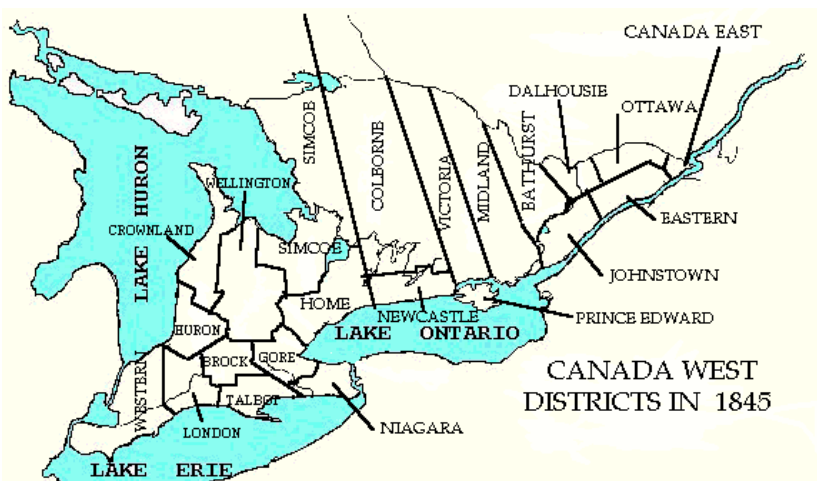 CANADA EAST
DALHOUSIE
OTTAWA
SIMCOE
COLBORNE
VICTORIA
MIDLAND
BATHURST
LAKE HURON
WELLINGTON
CROWNLAND
SIMCOE
EASTERN
JOHNSTOWN
HOME
NEWCASTLE
PRINCE EDWARD
HURON
LAKE ONTARIO
BROCK
GORE
WESTERN
TALBOT
LONDON
NIAGARA
LAKE ERIE
CANADA WEST
DISTRICTS IN 1845